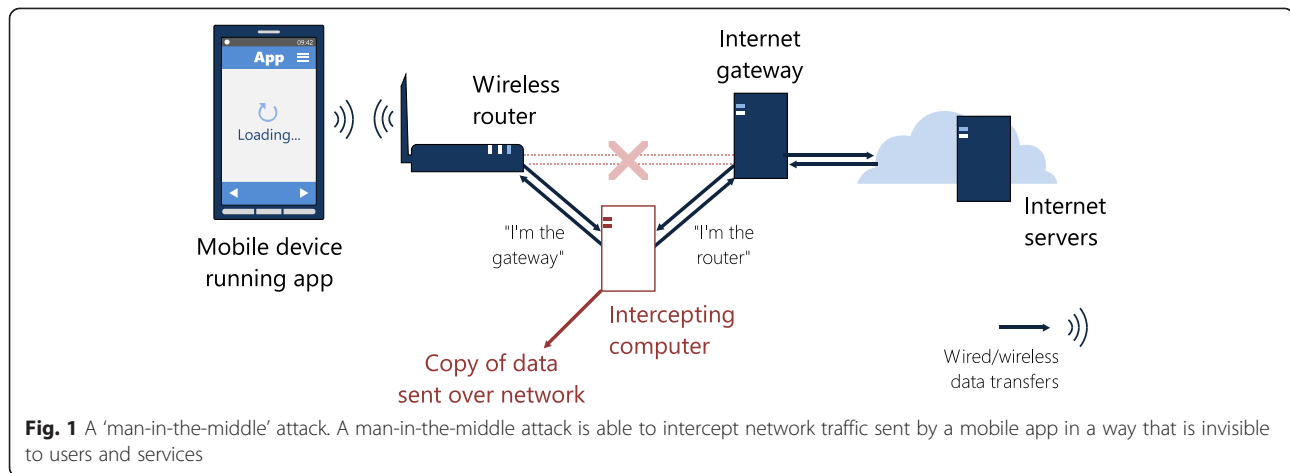 09:42
App
Loading...
Mobile device
running app
Wireless
router
Internet
gateway
Internet
servers
"I'm the
gateway"
"I'm the
router"
Intercepting
computer
Copy of data
sent over network
Wired/wireless
data transfers
Fig. 1 A ‘man-in-the-middle’ attack. A man-in-the-middle attack is able to intercept network traffic sent by a mobile app in a way that is invisible
to users and services